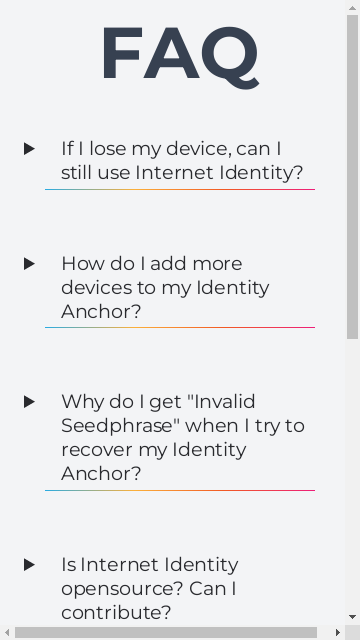 FAQ
If I lose my device, can I
still use Internet Identity?
How do I add more
devices to my Identity
Anchor?
Why do I get "Invalid
Seedphrase" when I try to
recover my Identity
Anchor?
Is Internet Identity
opensource? Can I
contribute?